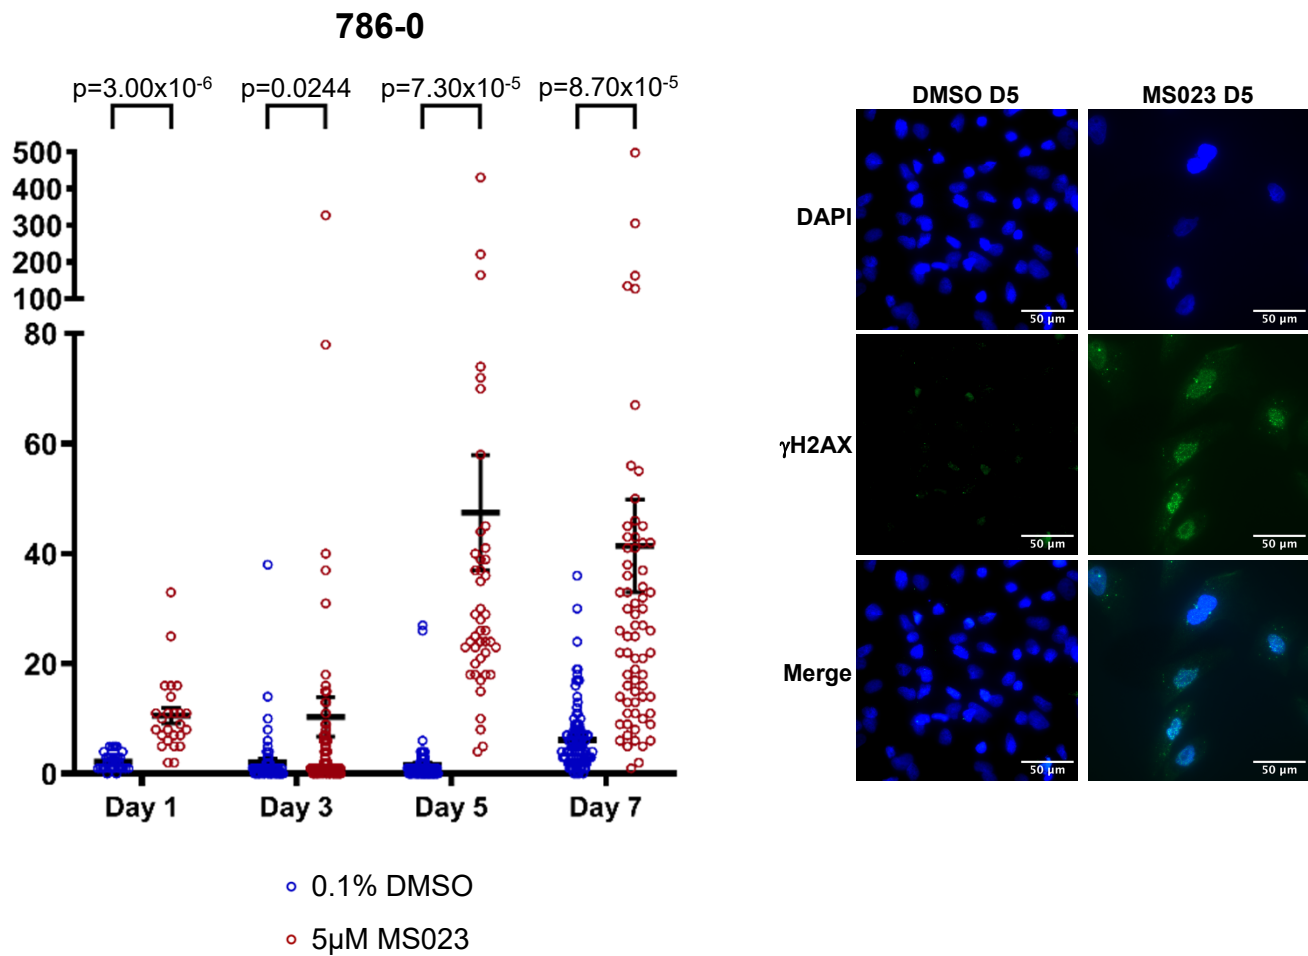 786-0
p=3.00x10⁻⁶ p=0.0244 p=7.30x10⁻⁵ p=8.70x10⁻⁵
500
400
300
200
100
80
60
40
20
0
Day 1 Day 3 Day 5 Day 7
0.1% DMSO
5µM MS023
DMSO D5 MS023 D5
DAPI
50 µm 50 µm
γH2AX
50 µm 50 µm
Merge
50 µm 50 µm